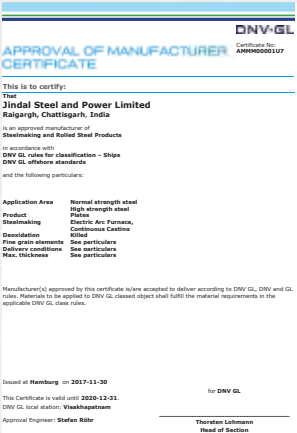 DNV·GL
Certificate No:
AMMM00001U7
APPROVAL OF MANUFACTURER
CERTIFICATE
This is to certify:
That
Jindal Steel and Power Limited
Raigargh, Chattisgarh, India
is an approved manufacturer of
Steelmaking and Rolled Steel Products
in accordance with
DNV GL rules for classification – Ships
DNV GL offshore standards
and the following particulars:
Application Area Normal strength steel
High strength steel
Product Plates
Steelmaking Electric Arc Furnace,
Continuous Casting
Deoxidation Killed
Fine grain elements See particulars
Delivery conditions See particulars
Max. thickness See particulars
Manufacturer(s) approved by this certificate is/are accepted to deliver according to DNV GL, DNV and GL
rules. Materials to be applied to DNV GL classed object shall fulfill the material requirements in the
applicable DNV GL class rules.
Issued at Hamburg on 2017-11-30
for DNV GL
This Certificate is valid until 2020-12-31.
DNV GL local station: Visakhapatnam
Approval Engineer: Stefan Röhr
Thorsten Lohmann
Head of Section